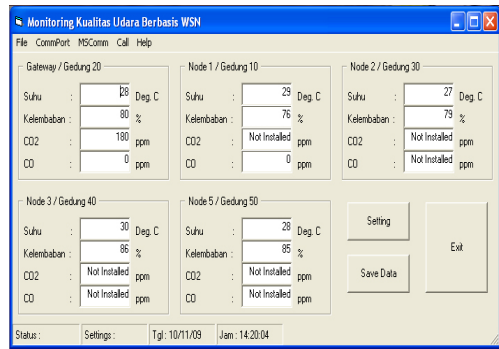 Monitoring Kualitas Udara Berbasis WSN
File CommPort MSComm Call Help
Gateway / Gedung 20
Suhu : 28 Deg. C
Kelembaban : 80 %
CO2 : 180 ppm
CO : 0 ppm
Node 1 / Gedung 10
Suhu : 29 Deg. C
Kelembaban : 76 %
CO2 : Not Installed ppm
CO : 0 ppm
Node 2 / Gedung 30
Suhu : 27 Deg. C
Kelembaban : 79 %
CO2 : Not Installed ppm
CO : Not Installed ppm
Node 3 / Gedung 40
Suhu : 30 Deg. C
Kelembaban : 86 %
CO2 : Not Installed ppm
CO : Not Installed ppm
Node 5 / Gedung 50
Suhu : 28 Deg. C
Kelembaban : 85 %
CO2 : Not Installed ppm
CO : Not Installed ppm
Setting
Save Data
Exit
Status : Settings : Tgl : 10/11/09 Jam : 14:20:04